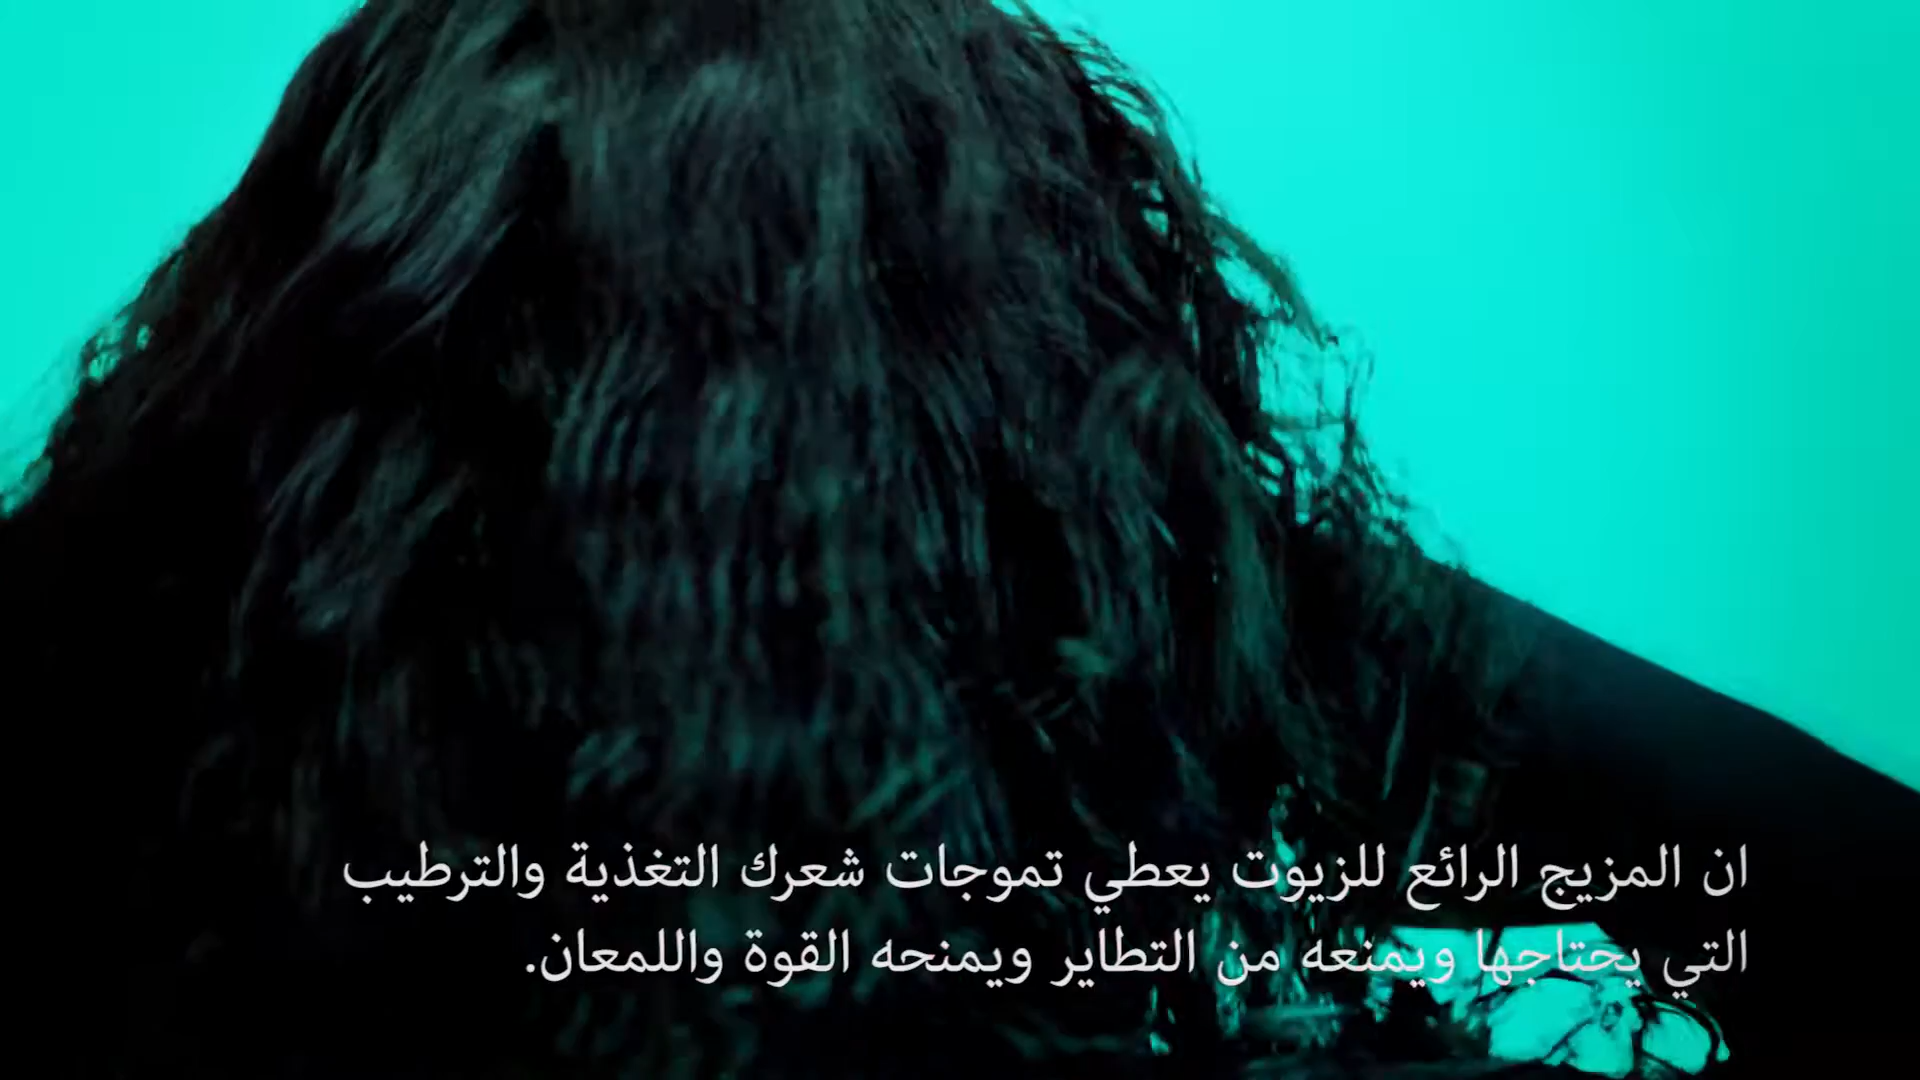 ان المزيج الرائع للزيوت يعطي تموجات شعرك التغذية والترطيب
التي يحتاجها ويمنعه من التطاير ويمنحه القوة واللمعان.